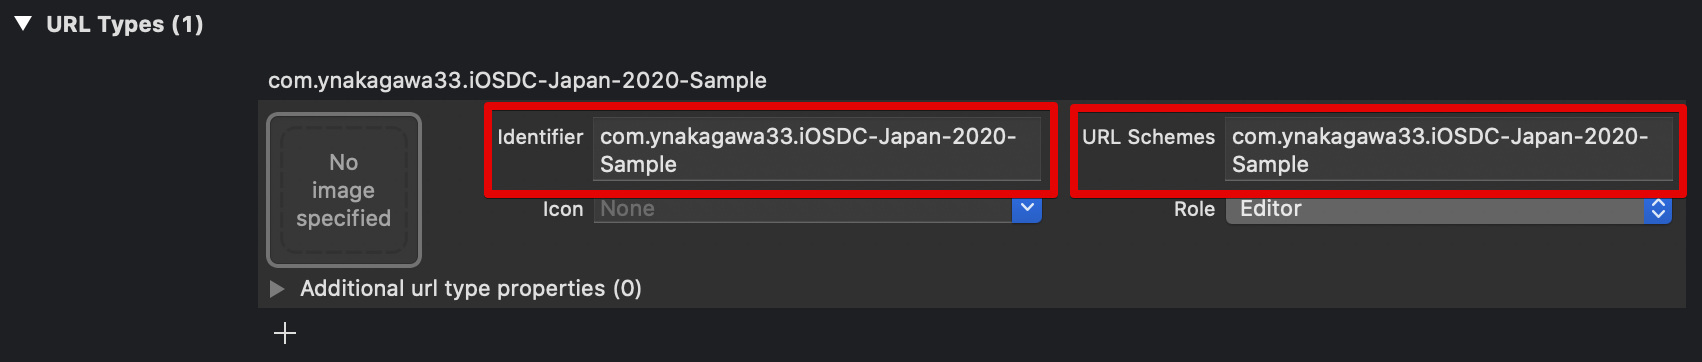 URL Types (1)
com.ynakagawa33.iOSDC-Japan-2020-Sample
No
image
specified
Identifier
com.ynakagawa33.iOSDC-Japan-2020-
Sample
URL Schemes
com.ynakagawa33.iOSDC-Japan-2020-
Sample
Icon
None
Role
Editor
Additional url type properties (0)